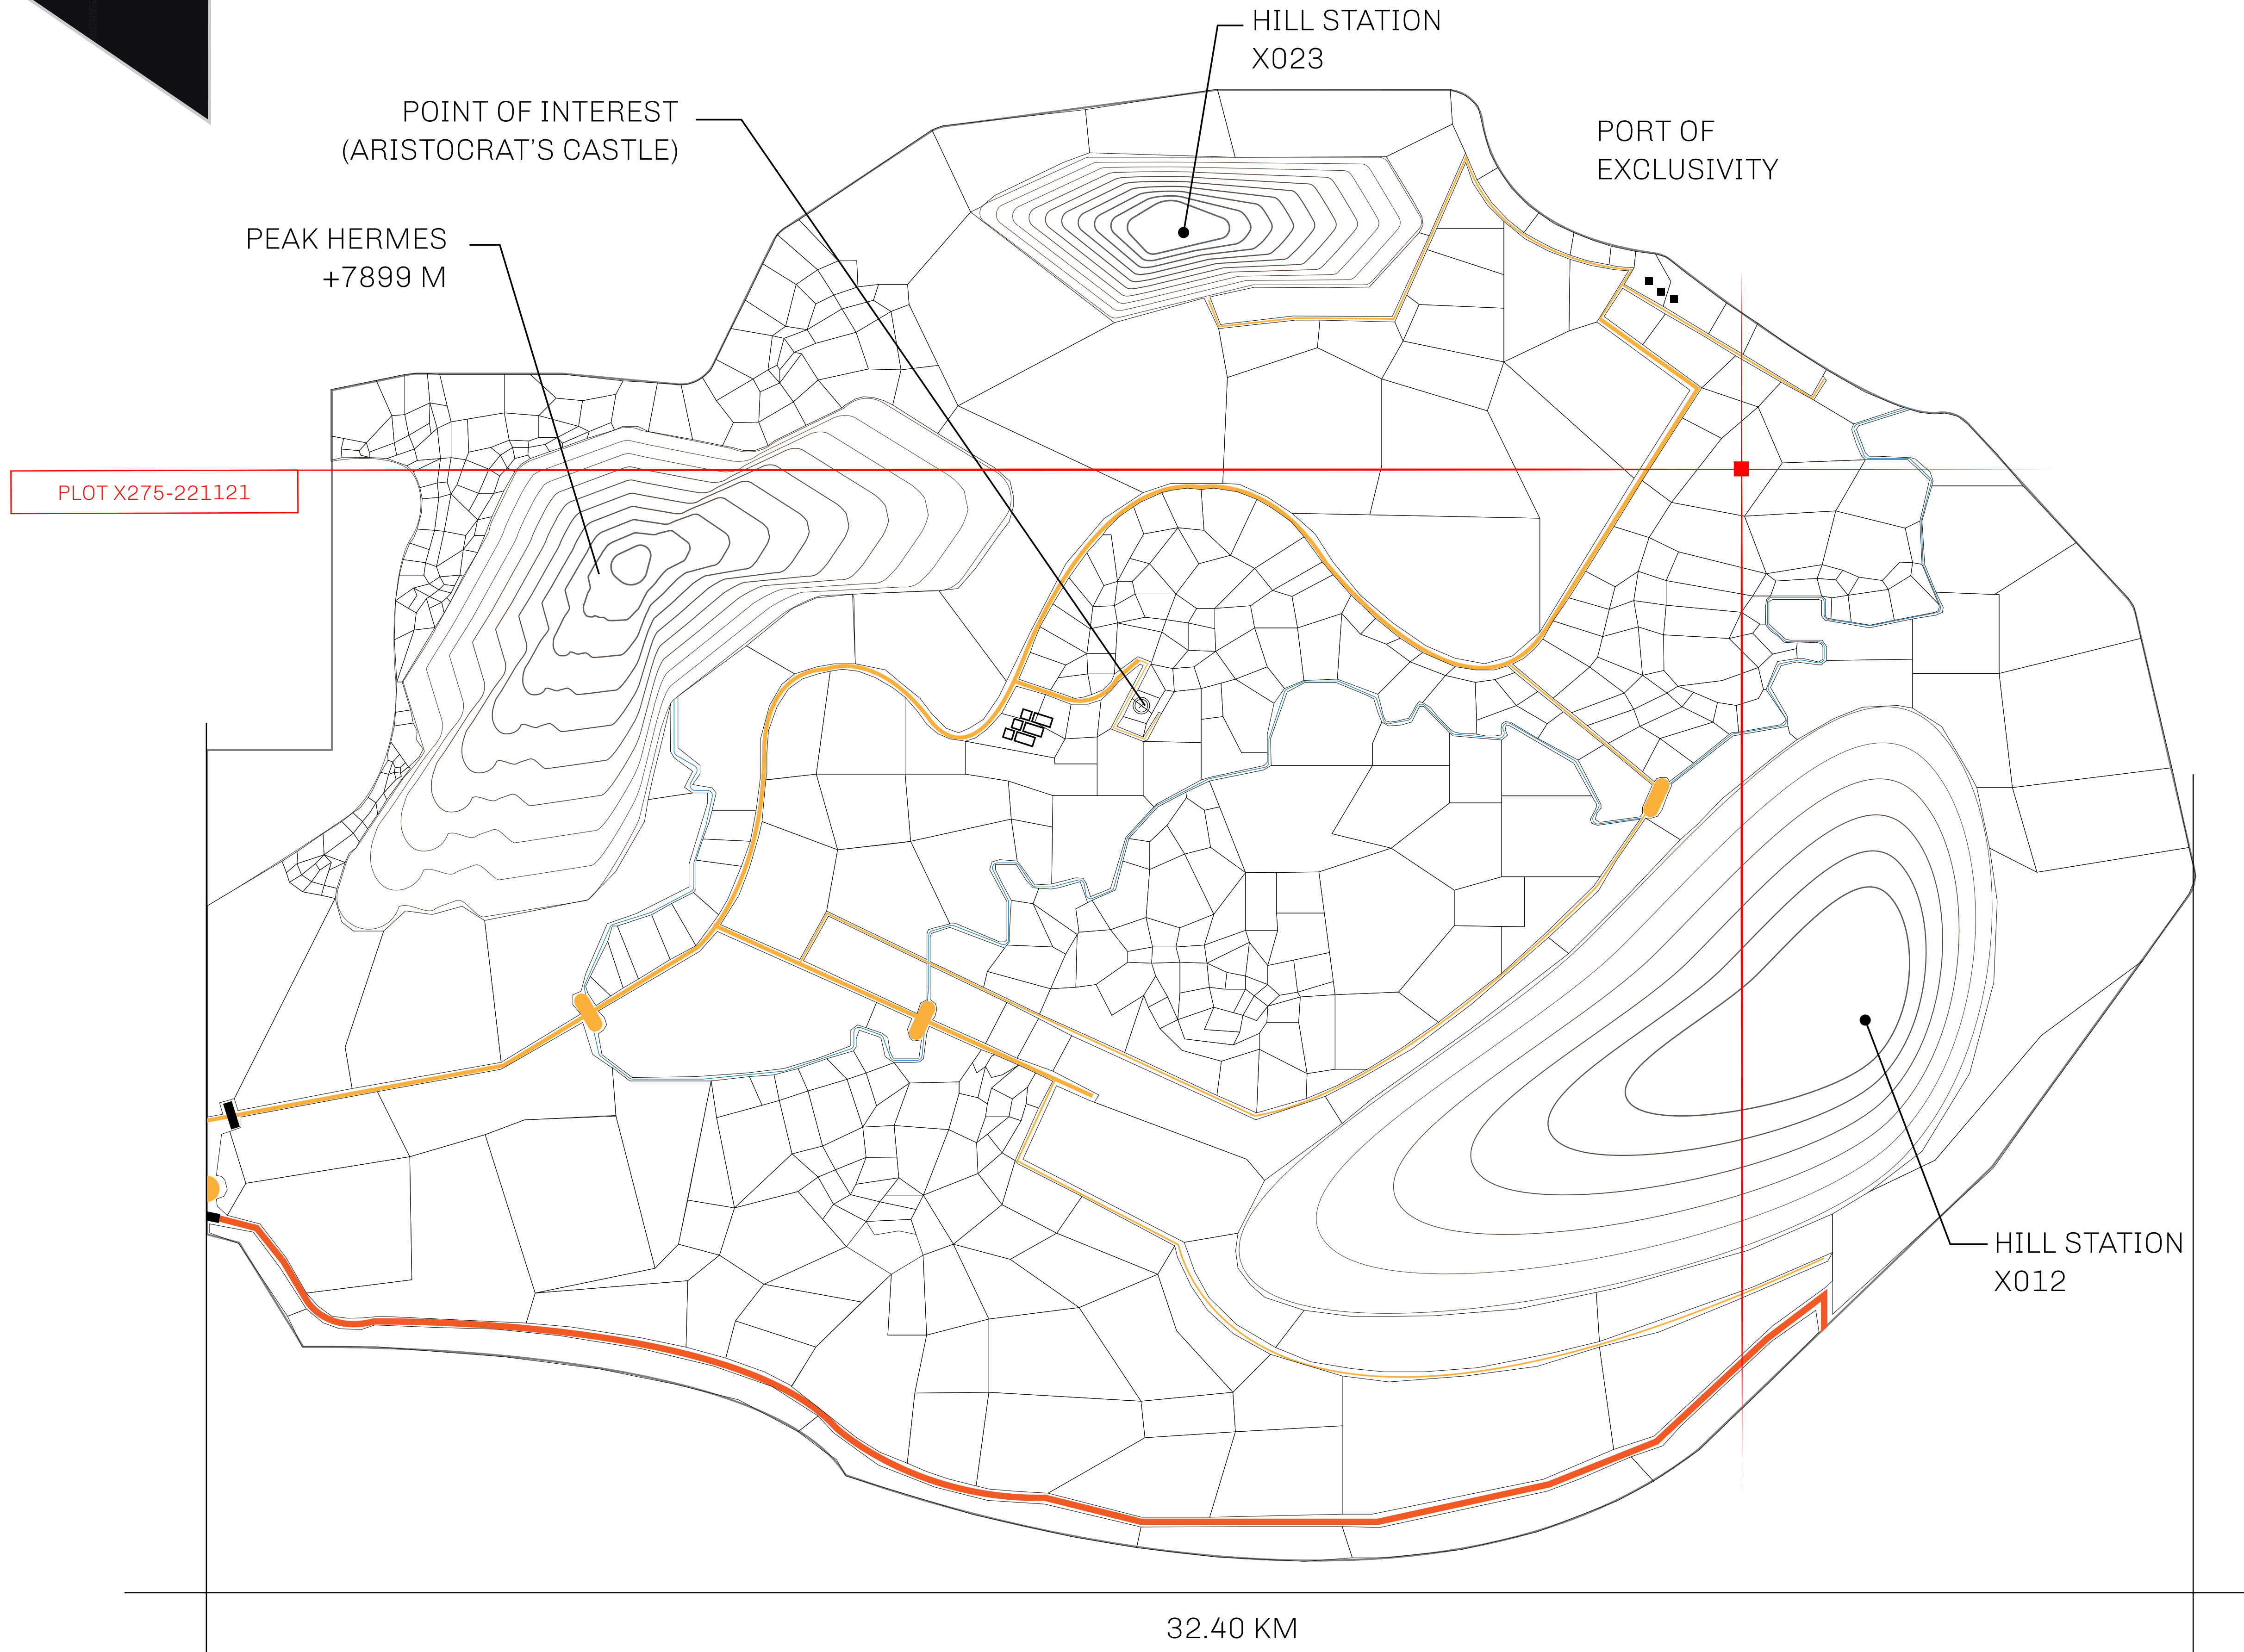 HILL STATION
X023
POINT OF INTEREST
(ARISTOCRAT'S CASTLE)
PORT OF
EXCLUSIVITY
PEAK HERMES
+7899 M
PLOT X275-221121
HILL STATION
X012
32.40 KM